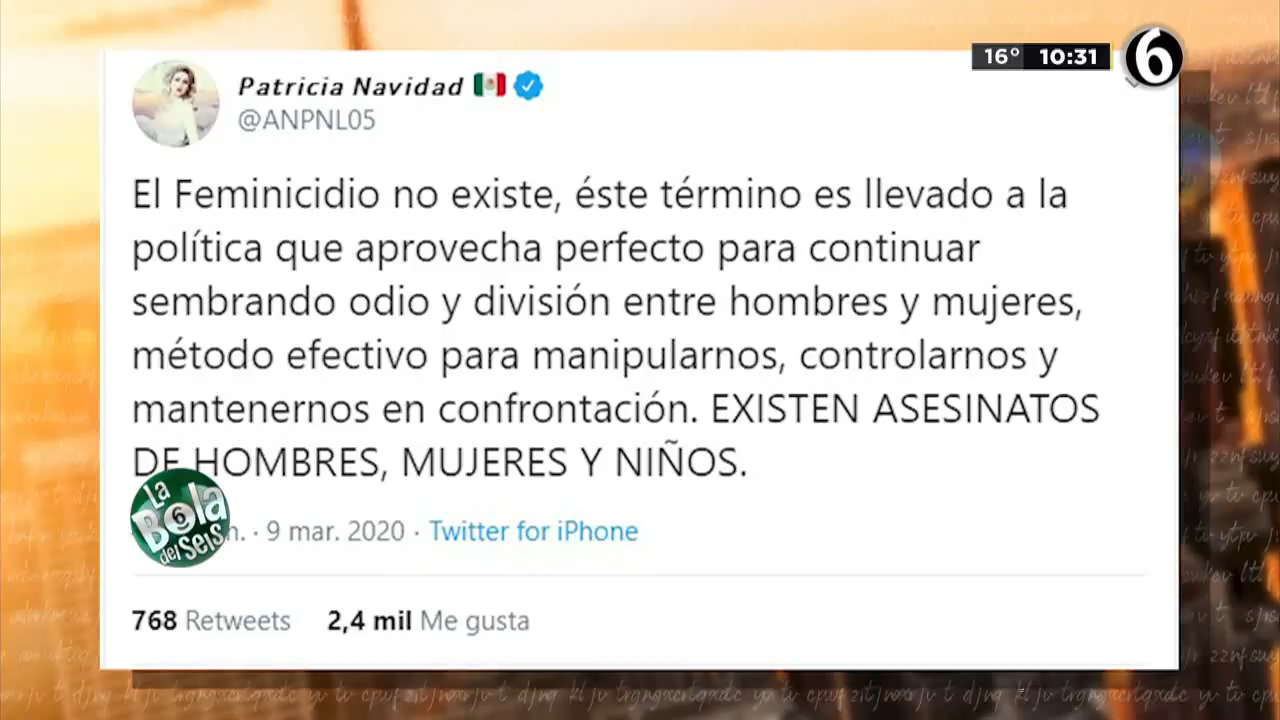 16° 10:31 6
Patricia Navidad
@ANPNL05
El Feminicidio no existe, éste término es llevado a la
política que aprovecha perfecto para continuar
sembrando odio y división entre hombres y mujeres,
método efectivo para manipularnos, controlarnos y
mantenernos en confrontación. EXISTEN ASESINATOS
DE HOMBRES, MUJERES Y NIÑOS.
La
Bola
6
del Seis
· 9 mar. 2020 · Twitter for iPhone
768 Retweets 2,4 mil Me gusta